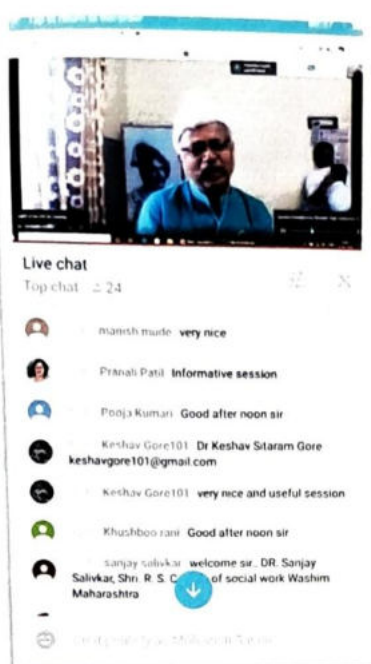 Live chat
Top chat 24
manish mude very nice
Pranali Patil Informative session
Pooja Kumari Good after noon sir
Keshav Gore101 Dr Keshav Sitaram Gore
keshavgore101@gmail.com
Keshav Gore101 very nice and useful session
Khushboo rani Good after noon sir
sanjay salivkar welcome sir.. DR. Sanjay
Salivkar, Shri. R. S. C of social work Washim
Maharashtra